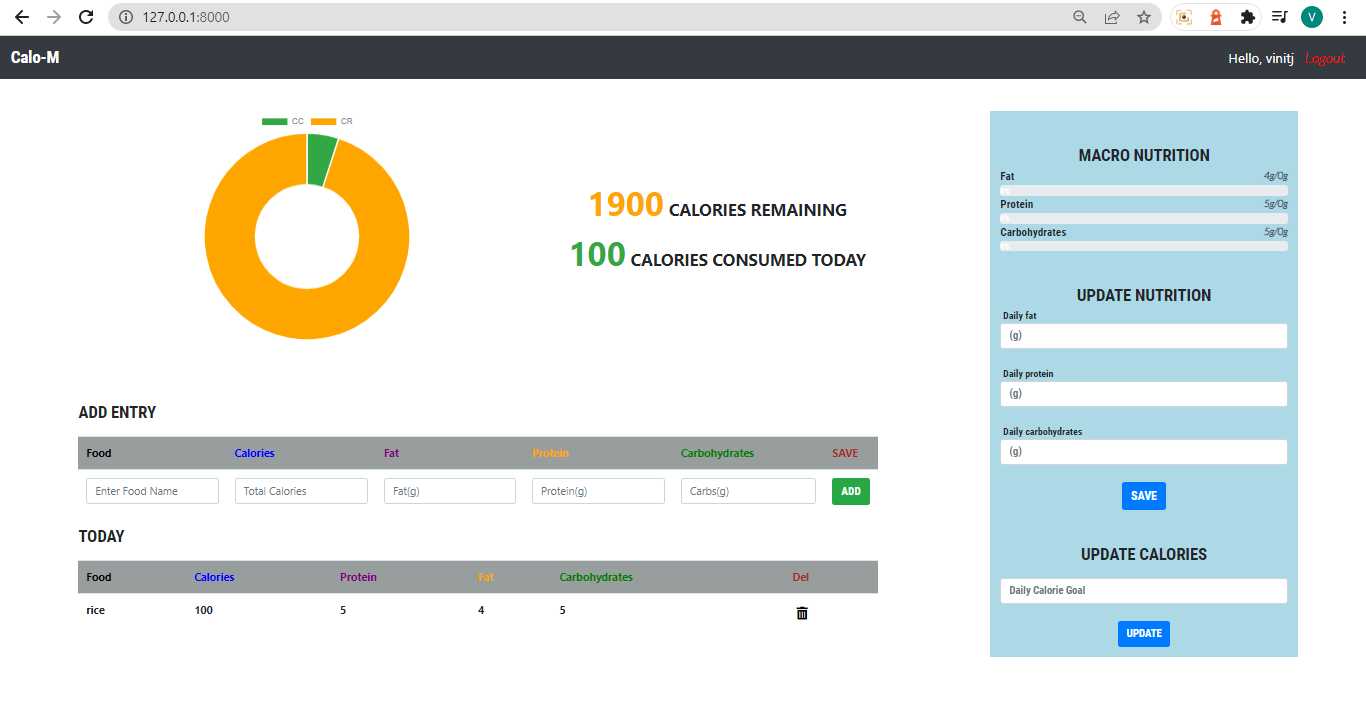 127.0.0.1:8000
V
Calo-M
Hello, vinitj Logout
CC CR
1900 CALORIES REMAINING
100 CALORIES CONSUMED TODAY
ADD ENTRY
Food Calories Fat Protein Carbohydrates SAVE
Enter Food Name Total Calories Fat(g) Protein(g) Carbs(g) ADD
TODAY
Food Calories Protein Fat Carbohydrates Del
rice 100 5 4 5
MACRO NUTRITION
Fat 4g/0g
0%
Protein 5g/0g
0%
Carbohydrates 5g/0g
0%
UPDATE NUTRITION
Daily fat
(g)
Daily protein
(g)
Daily carbohydrates
(g)
SAVE
UPDATE CALORIES
Daily Calorie Goal
UPDATE